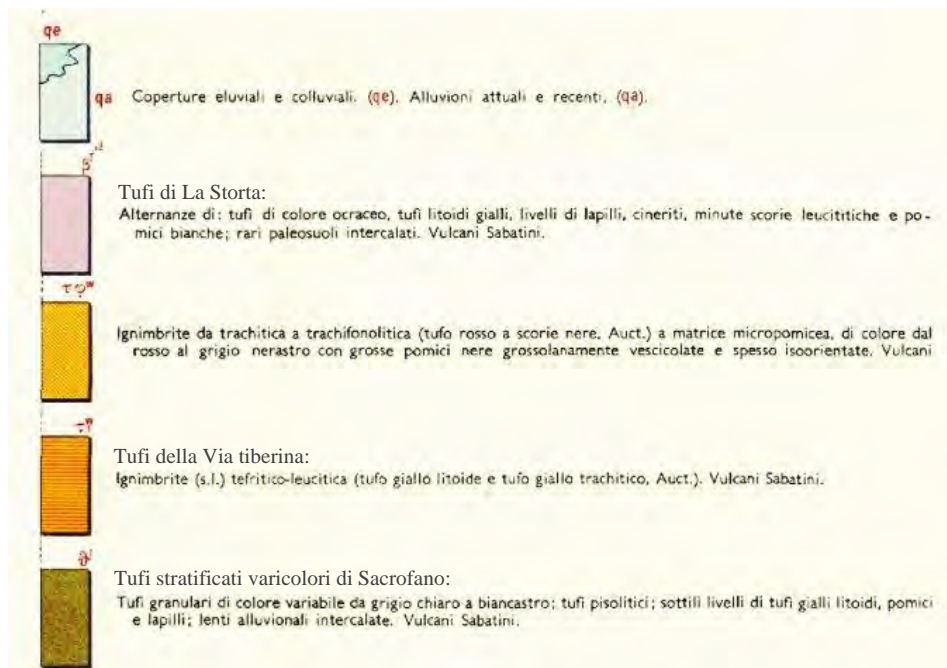 qe
qa Coperture eluviali e colluviali. (qe). Alluvioni attuali e recenti, (qa).
Tufi di La Storta:
Alternanze di: tufi di colore ocraceo, tufi litoidi gialli, livelli di lapilli, cineriti, minute scorie leucititiche e po-
mici bianche; rari paleosuoli intercalati. Vulcani Sabatini.
Ignimbrite da trachitica a trachifonolitica (tufo rosso a scorie nere, Auct.) a matrice micropomicea, di colore dal
rosso al grigio nerastro con grosse pomici nere grossolanamente vescicolate e spesso isoorientate. Vulcani
Tufi della Via tiberina:
Ignimbrite (s.l.) tefritico-leucitica (tufo giallo litoide e tufo giallo trachitico, Auct.). Vulcani Sabatini.
Tufi stratificati varicolori di Sacrofano:
Tufi granulari di colore variabile da grigio chiaro a biancastro; tufi pisolitici; sottili livelli di tufi gialli litoidi, pomici
e lapilli; lenti alluvionali intercalate. Vulcani Sabatini.